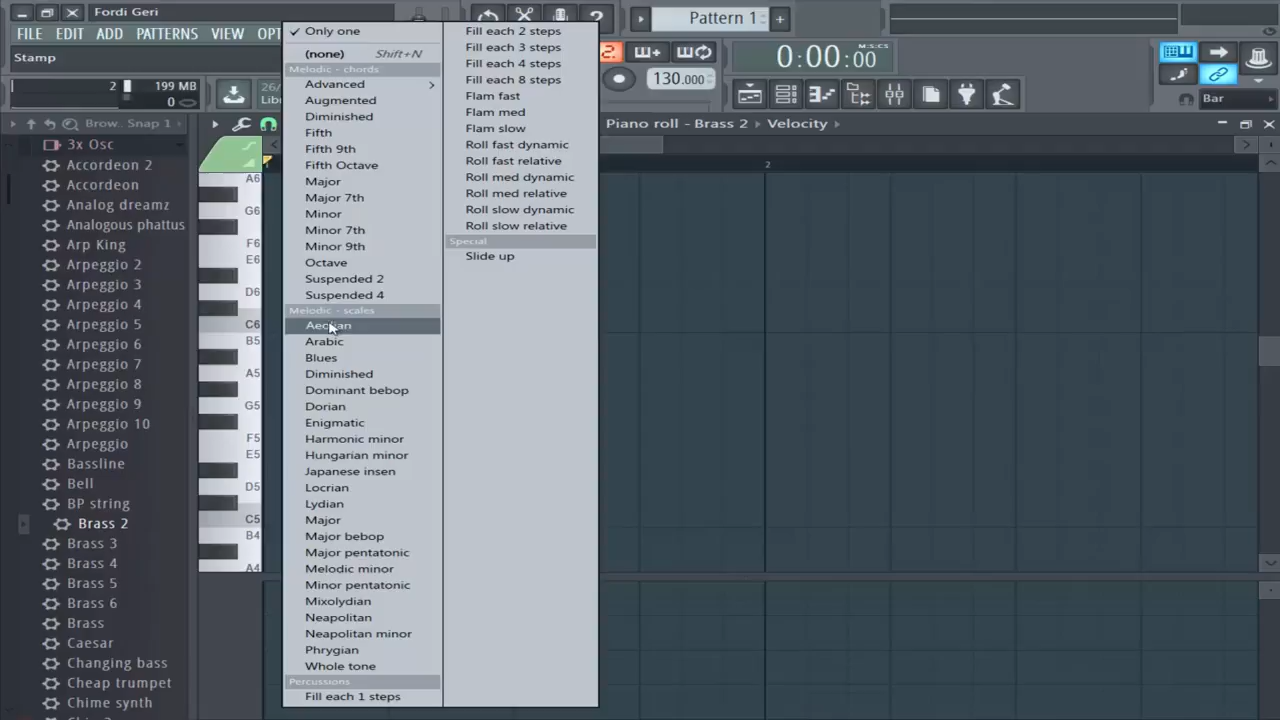 Fordi Geri
FILE EDIT ADD PATTERNS VIEW OPT
Stamp
2 199 MB
0
26/
Libr
Pattern 1
130.000
0:00:00
M:S:CS
Bar
Brow.. Snap 1
Piano roll - Brass 2 Velocity
3x Osc
Accordeon 2
Accordeon
Analog dreamz
Analogous phattus
Arp King
Arpeggio 2
Arpeggio 3
Arpeggio 4
Arpeggio 5
Arpeggio 6
Arpeggio 7
Arpeggio 8
Arpeggio 9
Arpeggio 10
Arpeggio
Bassline
Bell
BP string
Brass 2
Brass 3
Brass 4
Brass 5
Brass 6
Brass
Caesar
Changing bass
Cheap trumpet
Chime synth
A6
G6
F6
E6
D6
C6
B5
A5
G5
F5
E5
D5
C5
B4
A4
Only one
(none) Shift+N
Melodic - chords
Advanced
Augmented
Diminished
Fifth
Fifth 9th
Fifth Octave
Major
Major 7th
Minor
Minor 7th
Minor 9th
Octave
Suspended 2
Suspended 4
Melodic - scales
Aeolian
Arabic
Blues
Diminished
Dominant bebop
Dorian
Enigmatic
Harmonic minor
Hungarian minor
Japanese insen
Locrian
Lydian
Major
Major bebop
Major pentatonic
Melodic minor
Minor pentatonic
Mixolydian
Neapolitan
Neapolitan minor
Phrygian
Whole tone
Percussions
Fill each 1 steps
Fill each 2 steps
Fill each 3 steps
Fill each 4 steps
Fill each 8 steps
Flam fast
Flam med
Flam slow
Roll fast dynamic
Roll fast relative
Roll med dynamic
Roll med relative
Roll slow dynamic
Roll slow relative
Special
Slide up
2